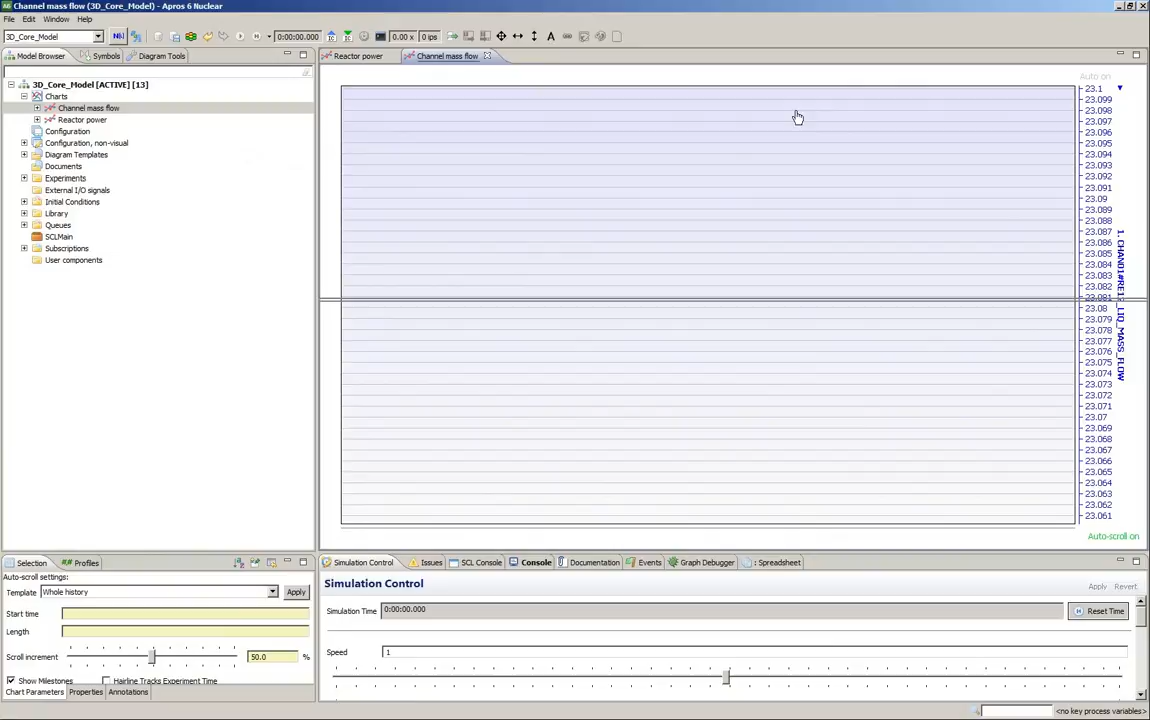 Channel mass flow (3D_Core_Model) - Apros 6 Nuclear
File Edit Window Help
3D_Core_Model 0:00:00.000 IC 0.00 x 0 ips A
Model Browser Symbols Diagram Tools
Reactor power Channel mass flow
3D_Core_Model [ACTIVE] [13]
Charts
Channel mass flow
Reactor power
Configuration
Configuration, non-visual
Diagram Templates
Documents
Experiments
External I/O signals
Initial Conditions
Library
Queues
SCLMain
Subscriptions
User components
Auto on
23.1
23.099
23.098
23.097
23.096
23.095
23.094
23.093
23.092
23.091
23.09
23.089
23.088
23.087
23.086
23.085
23.084
23.083
23.082
23.081
23.08
23.079
23.078
23.077
23.076
23.075
23.074
23.073
23.072
23.071
23.07
23.069
23.068
23.067
23.066
23.065
23.064
23.063
23.062
23.061
Auto-scroll on
Selection Profiles
Auto-scroll settings:
Template Whole history Apply
Start time
Length
Scroll increment 50.0 %
Show Milestones Hairline Tracks Experiment Time
Chart Parameters Properties Annotations
Simulation Control Issues SCL Console Console Documentation Events Graph Debugger : Spreadsheet
Simulation Control Apply Revert
Simulation Time 0:00:00.000 Reset Time
Speed 1
<no key process variables>